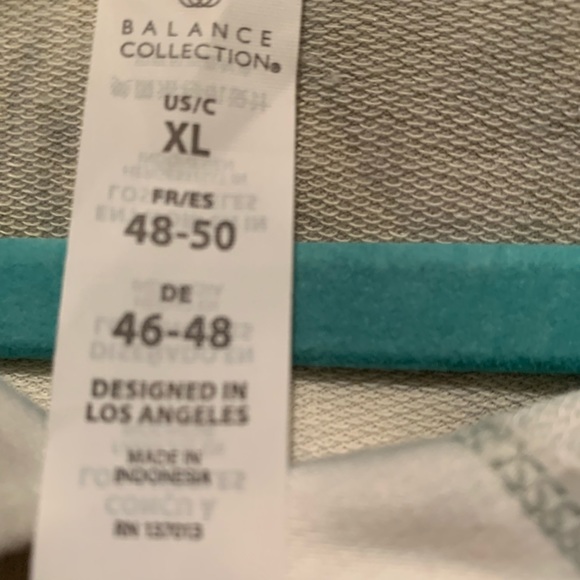 BALANCE
COLLECTION®
US/C
XL
FR/ES
48-50
DE
46-48
DESIGNED IN
LOS ANGELES
MADE IN
INDONESIA
RN 137013